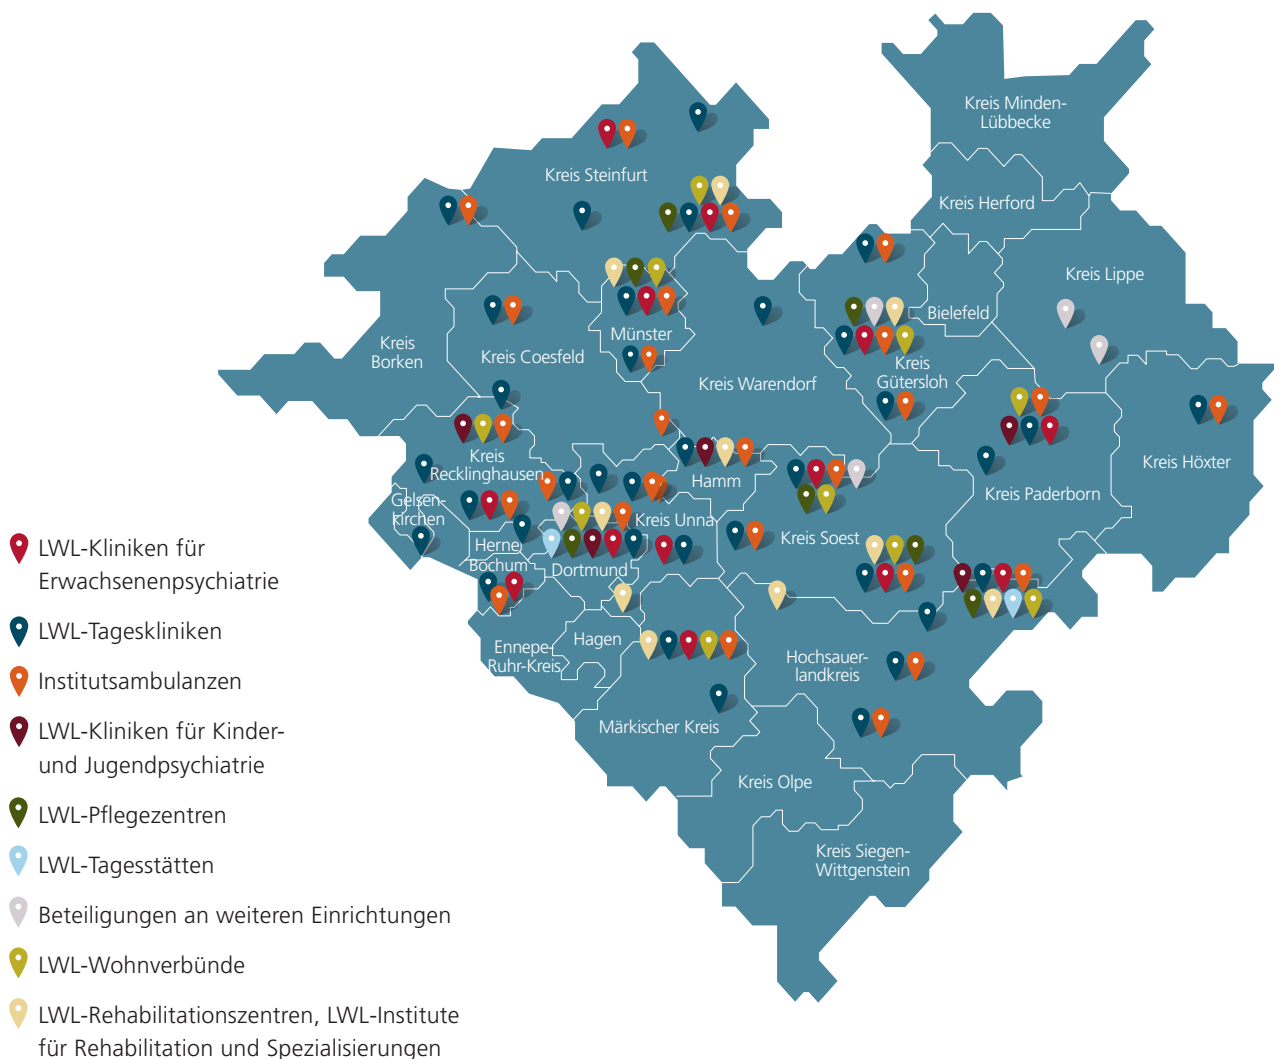 Kreis Minden-
Lübbecke
Kreis Steinfurt
Kreis Herford
Kreis Lippe
Bielefeld
Münster
Kreis
Borken
Kreis Coesfeld
Kreis Warendorf
Kreis
Gütersloh
Kreis
Recklinghausen
Hamm
Kreis Höxter
Kreis Paderborn
Gelsen-
kirchen
Kreis Unna
Kreis Soest
Herne
Bochum
Dortmund
Hagen
Ennepe-
Ruhr-Kreis
Hochsauer-
landkreis
Märkischer Kreis
Kreis Olpe
Kreis Siegen-
Wittgenstein
LWL-Kliniken für
Erwachsenenpsychiatrie
LWL-Tageskliniken
Institutsambulanzen
LWL-Kliniken für Kinder-
und Jugendpsychiatrie
LWL-Pflegezentren
LWL-Tagesstätten
Beteiligungen an weiteren Einrichtungen
LWL-Wohnverbünde
LWL-Rehabilitationszentren, LWL-Institute
für Rehabilitation und Spezialisierungen